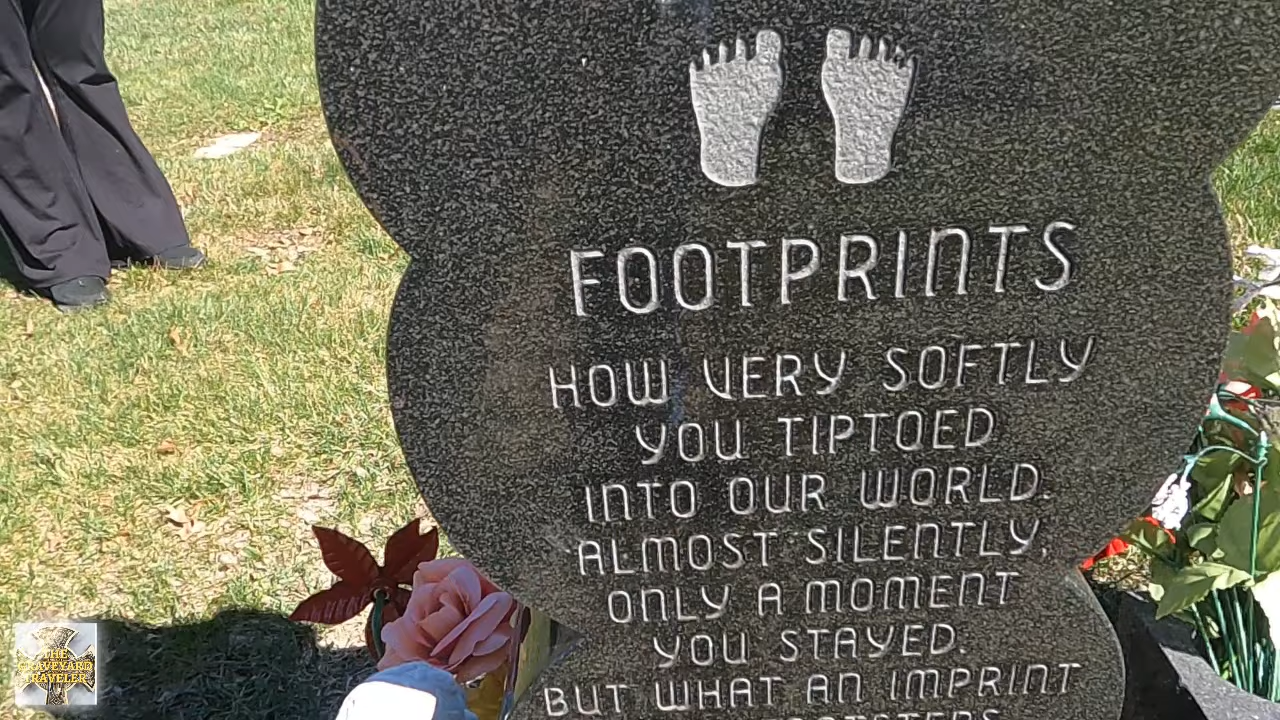 FOOTPRINTS
HOW VERY SOFTLY
YOU TIPTOED
INTO OUR WORLD.
ALMOST SILENTLY,
ONLY A MOMENT
YOU STAYED.
BUT WHAT AN IMPRINT
FOOTSTEPS
THE
GRAVEYARD
TRAVELER